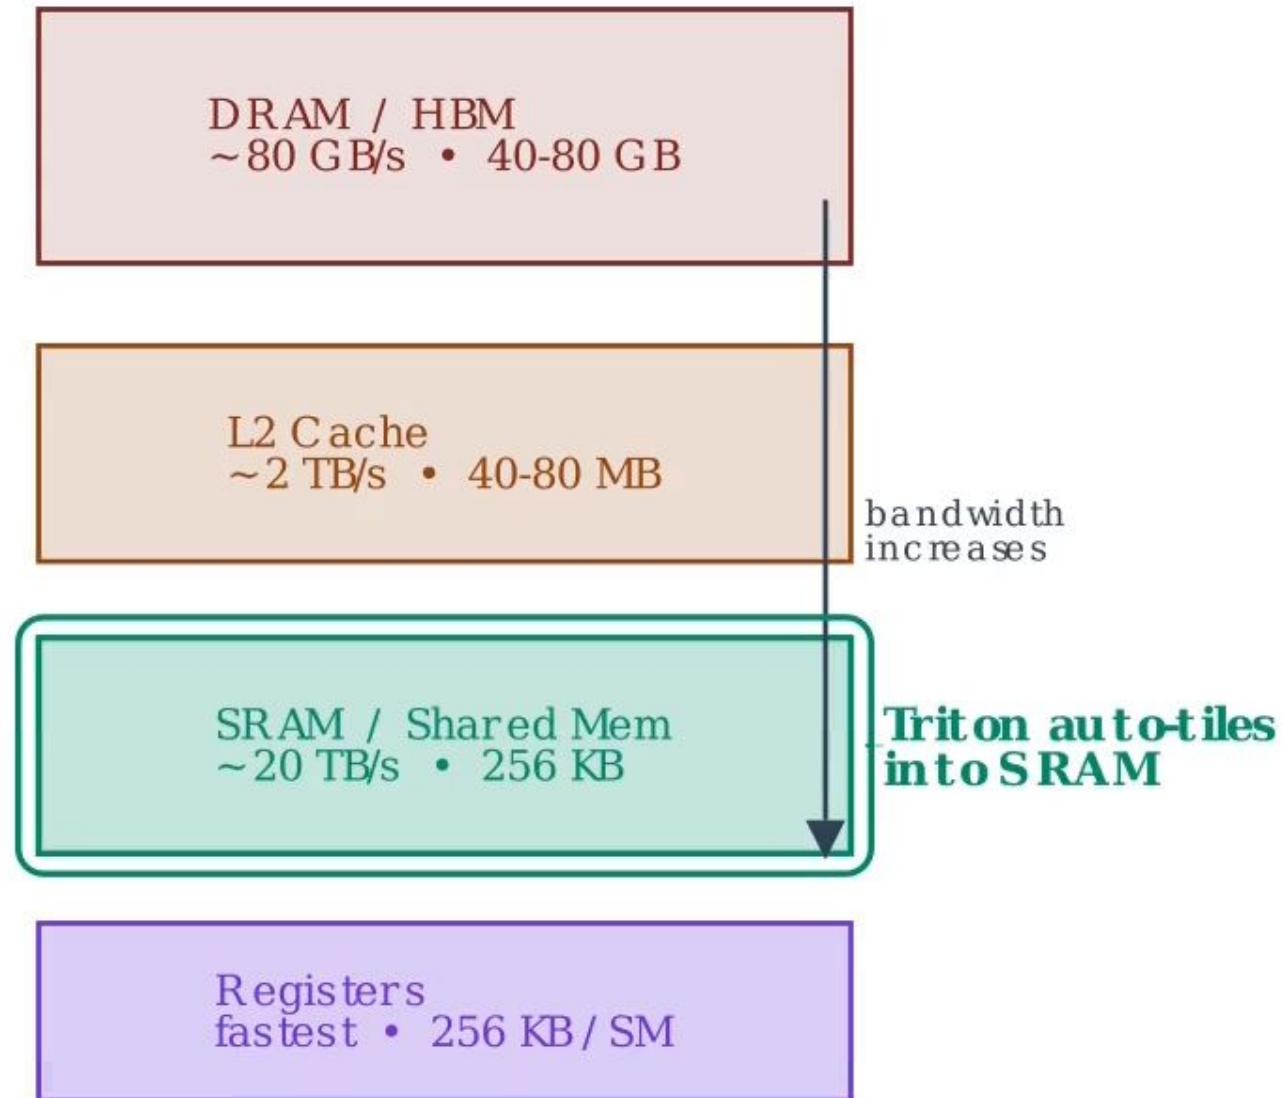 DRAM / HBM
~80 GB/s • 40-80 GB
L2 Cache
~2 TB/s • 40-80 MB
bandwidth
increases
SRAM / Shared Mem
~20 TB/s • 256 KB
Triton auto-tiles
into SRAM
Registers
fastest • 256 KB / SM